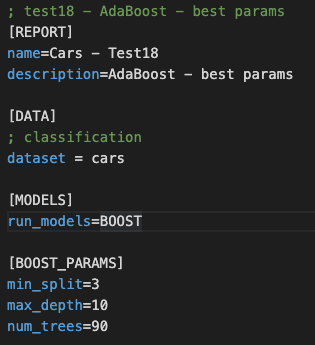 ; test18 - AdaBoost - best params
[REPORT]
name=Cars - Test18
description=AdaBoost - best params
[DATA]
; classification
dataset = cars
[MODELS]
run_models=BOOST
[BOOST_PARAMS]
min_split=3
max_depth=10
num_trees=90